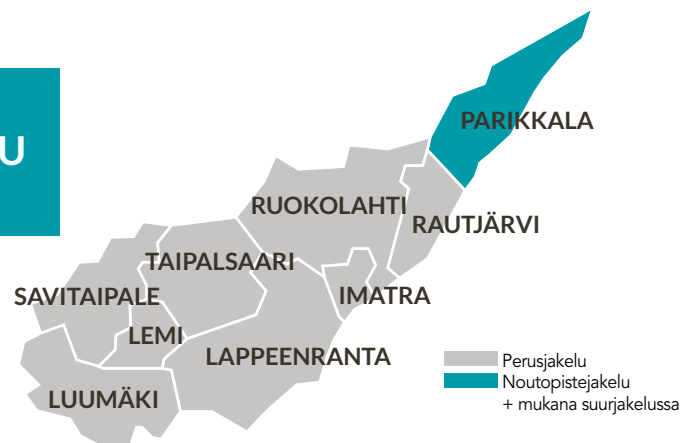 U
PARIKKALA
RUOKOLAHTI
RAUTJÄRVI
TAIPALSAARI
SAVITAIPALE
IMATRA
LEMI
LAPPEENRANTA
LUUMÄKI
Perusjakelu
Noutopistejakelu
+ mukana suurjakelussa